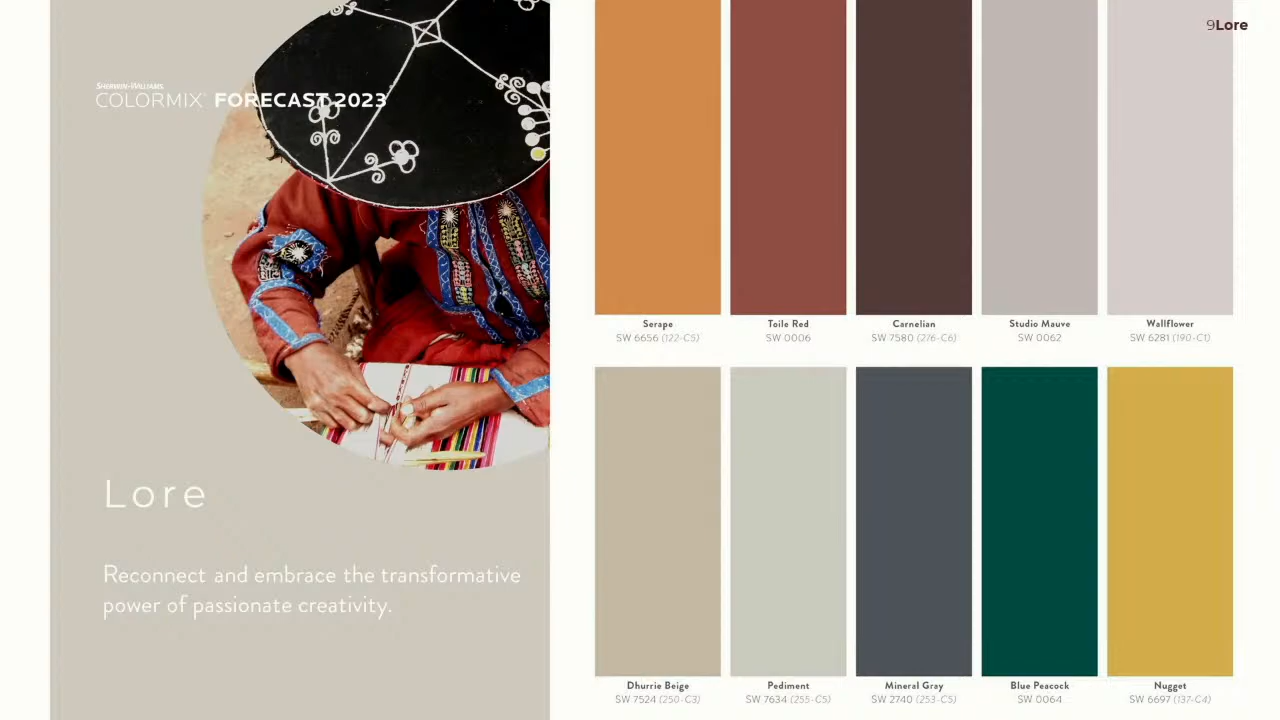 9Lore
SHERWIN-WILLIAMS
COLORMIX® FORECAST 2023
Lore
Reconnect and embrace the transformative
power of passionate creativity.
Serape
SW 6656 (122-C5)
Toile Red
SW 0006
Carnelian
SW 7580 (276-C6)
Studio Mauve
SW 0062
Wallflower
SW 6281 (190-C1)
Dhurrie Beige
SW 7524 (250-C3)
Pediment
SW 7634 (255-C5)
Mineral Gray
SW 2740 (253-C5)
Blue Peacock
SW 0064
Nugget
SW 6697 (137-C4)